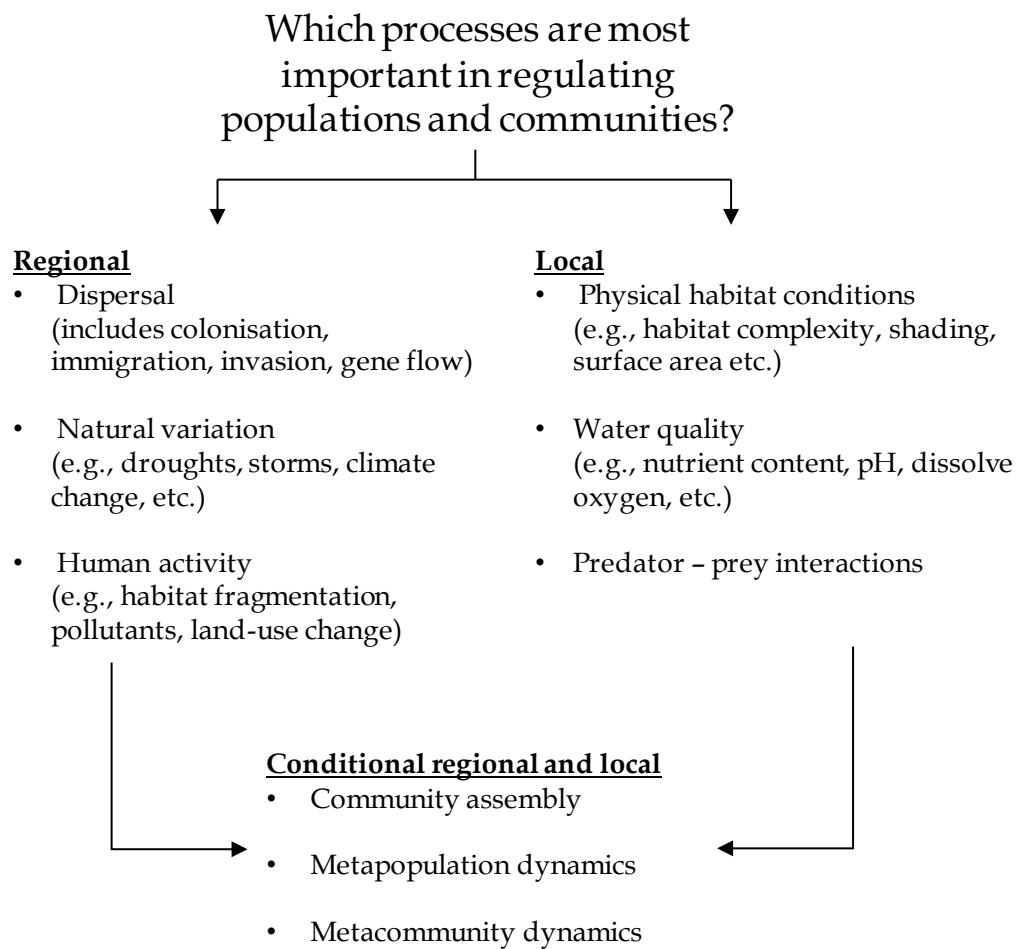 Which processes are most
important in regulating
populations and communities?
Regional
• Dispersal
(includes colonisation,
immigration, invasion, gene flow)
• Natural variation
(e.g., droughts, storms, climate
change, etc.)
• Human activity
(e.g., habitat fragmentation,
pollutants, land-use change)
Local
• Physical habitat conditions
(e.g., habitat complexity, shading,
surface area etc.)
• Water quality
(e.g., nutrient content, pH, dissolve
oxygen, etc.)
• Predator – prey interactions
Conditional regional and local
• Community assembly
• Metapopulation dynamics
• Metacommunity dynamics